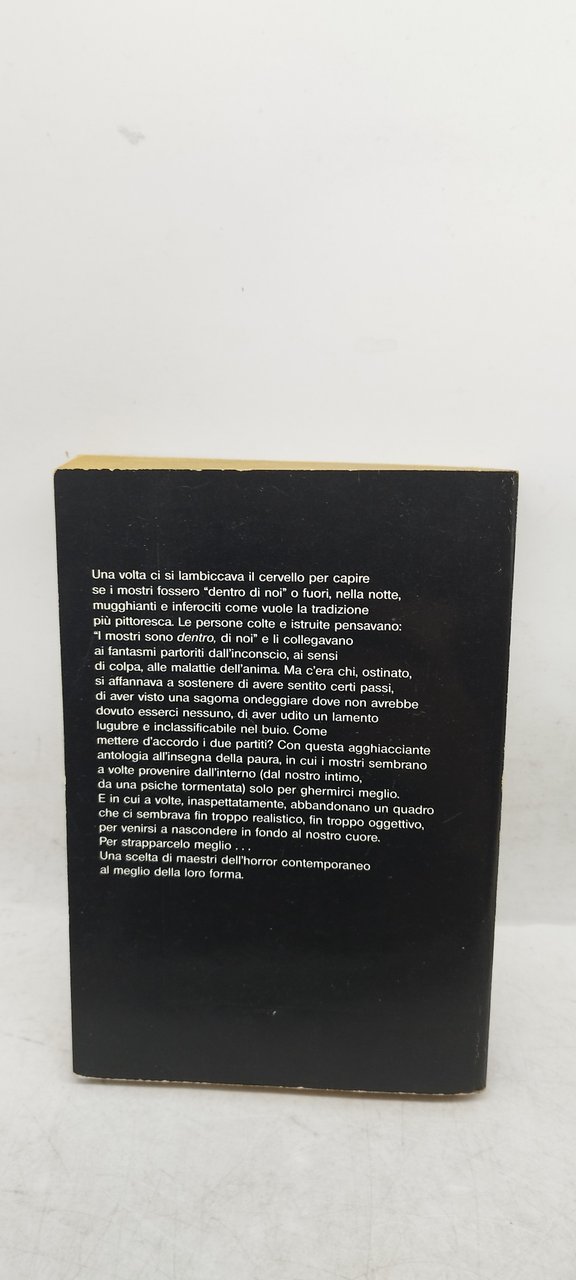 Una volta ci si lambiccava il cervello per capire
se i mostri fossero “dentro di noi” o fuori, nella notte,
mugghianti e inferociti come vuole la tradizione
più pittoresca. Le persone colte e istruite pensavano:
“I mostri sono dentro, di noi” e li collegavano
ai fantasmi partoriti dall'inconscio, ai sensi
di colpa, alle malattie dell'anima. Ma c'era chi, ostinato,
si affannava a sostenere di avere sentito certi passi,
di aver visto una sagoma ondeggiare dove non avrebbe
dovuto esserci nessuno, di aver udito un lamento
lugubre e inclassificabile nel buio. Come
mettere d'accordo i due partiti? Con questa agghiacciante
antologia all'insegna della paura, in cui i mostri sembrano
a volte provenire dall'interno (dal nostro intimo,
da una psiche tormentata) solo per ghermirci meglio.
E in cui a volte, inaspettatamente, abbandonano un quadro
che ci sembrava fin troppo realistico, fin troppo oggettivo,
per venirsi a nascondere in fondo al nostro cuore.
Per strapparcelo meglio . . .
Una scelta di maestri dell'horror contemporaneo
al meglio della loro forma.